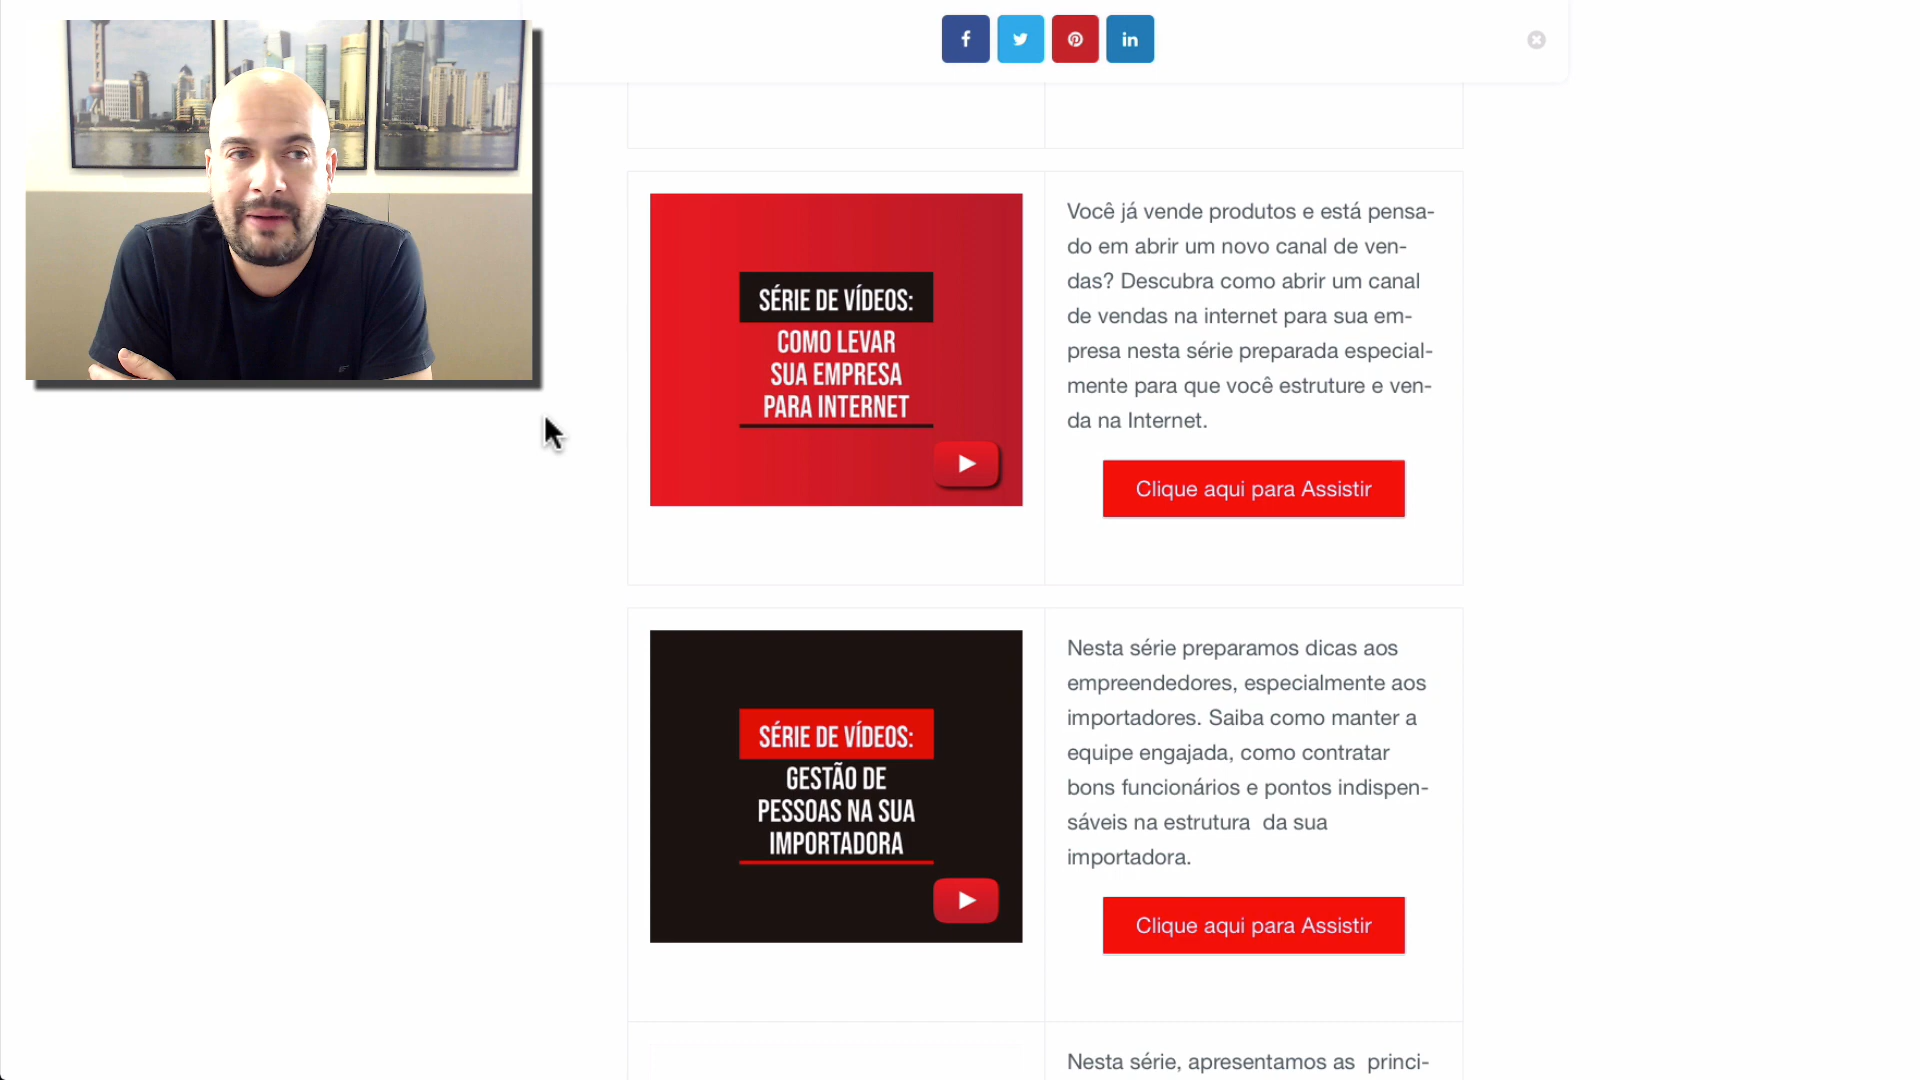 SÉRIE DE VÍDEOS:
COMO LEVAR
SUA EMPRESA
PARA INTERNET
Você já vende produtos e está pensa-
do em abrir um novo canal de ven-
das? Descubra como abrir um canal
de vendas na internet para sua em-
presa nesta série preparada especial-
mente para que você estruture e ven-
da na Internet.
Clique aqui para Assistir
SÉRIE DE VÍDEOS:
GESTÃO DE
PESSOAS NA SUA
IMPORTADORA
Nesta série preparamos dicas aos
empreendedores, especialmente aos
importadores. Saiba como manter a
equipe engajada, como contratar
bons funcionários e pontos indispen-
sáveis na estrutura  da sua
importadora.
Clique aqui para Assistir
Nesta série, apresentamos as  princi-